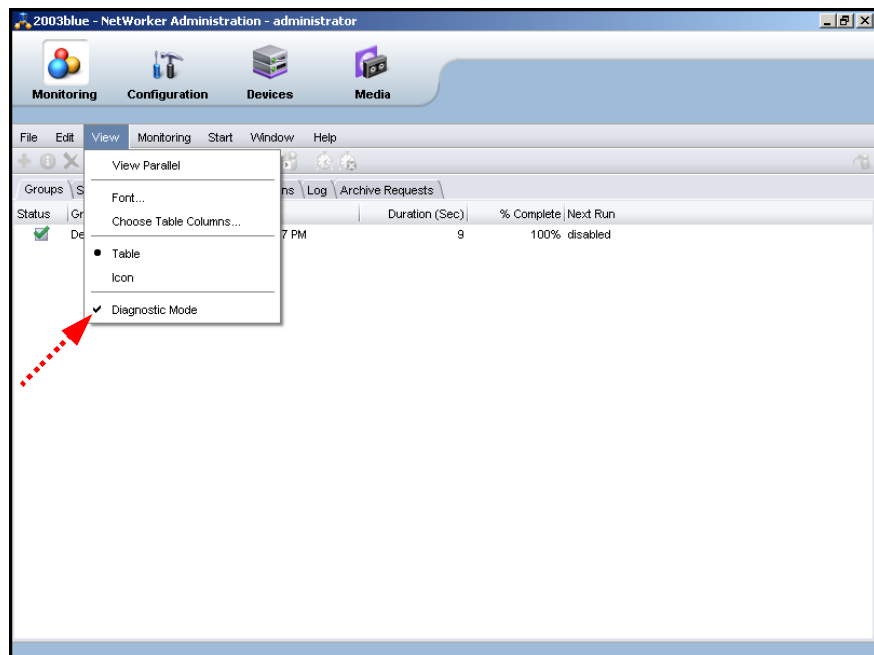 2003blue - NetWorker Administration - administrator
Monitoring Configuration Devices Media
File Edit View Monitoring Start Window Help
View Parallel
Groups Log Archive Requests
Font...
Status Duration (Sec) % Complete Next Run
Choose Table Columns...
7 PM 9 100% disabled
Table
Icon
Diagnostic Mode